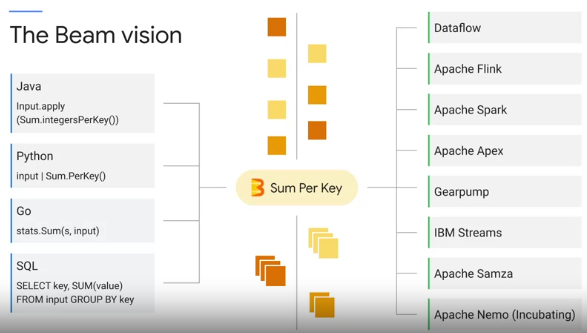 The Beam vision
Java
Input.apply
(Sum.integersPerKey())
Python
input | Sum.PerKey()
Go
stats.Sum(s, input)
SQL
SELECT key, SUM(value)
FROM input GROUP BY key
Sum Per Key
Dataflow
Apache Flink
Apache Spark
Apache Apex
Gearpump
IBM Streams
Apache Samza
Apache Nemo (Incubating)